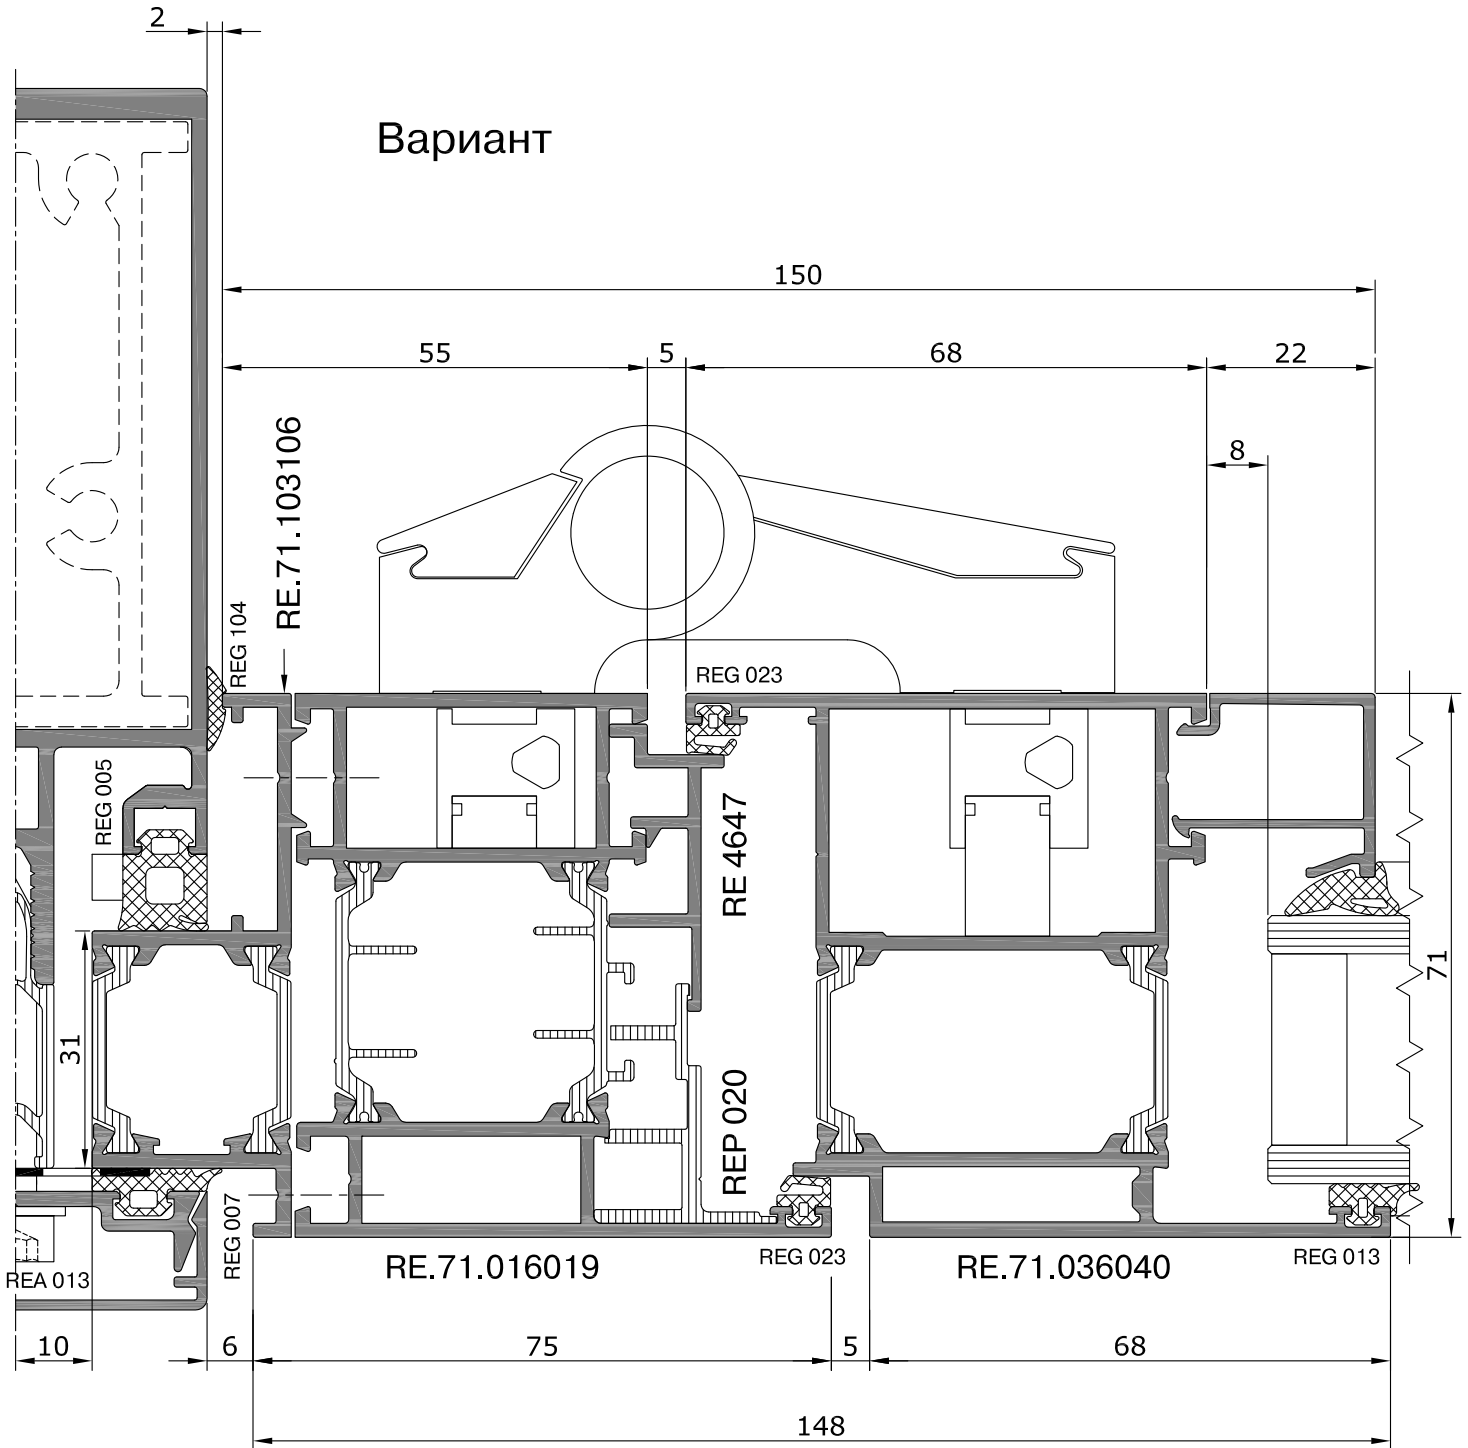 2
Вариант
150
55
5
68
22
8
RE.71.103106
REG 104
REG 023
REG 005
RE 4647
71
31
REP 020
REG 007
REA 013
RE.71.016019
REG 023
RE.71.036040
REG 013
10
6
75
5
68
148